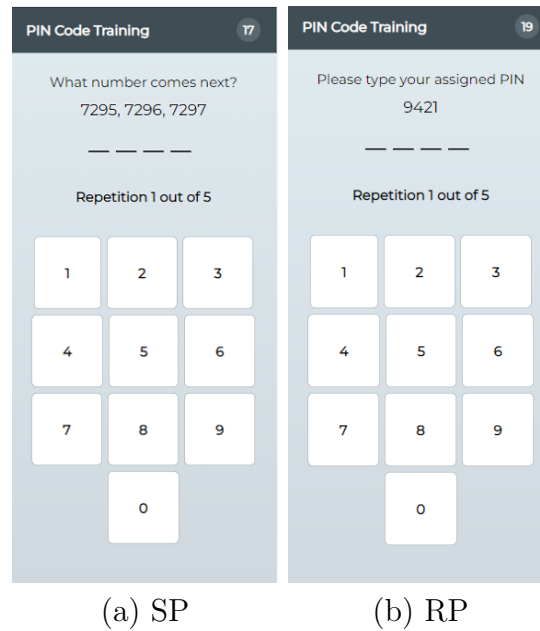 PIN Code Training 17
What number comes next?
7295, 7296, 7297
Repetition 1 out of 5
1 2 3
4 5 6
7 8 9
0
(a) SP
PIN Code Training 19
Please type your assigned PIN
9421
Repetition 1 out of 5
1 2 3
4 5 6
7 8 9
0
(b) RP